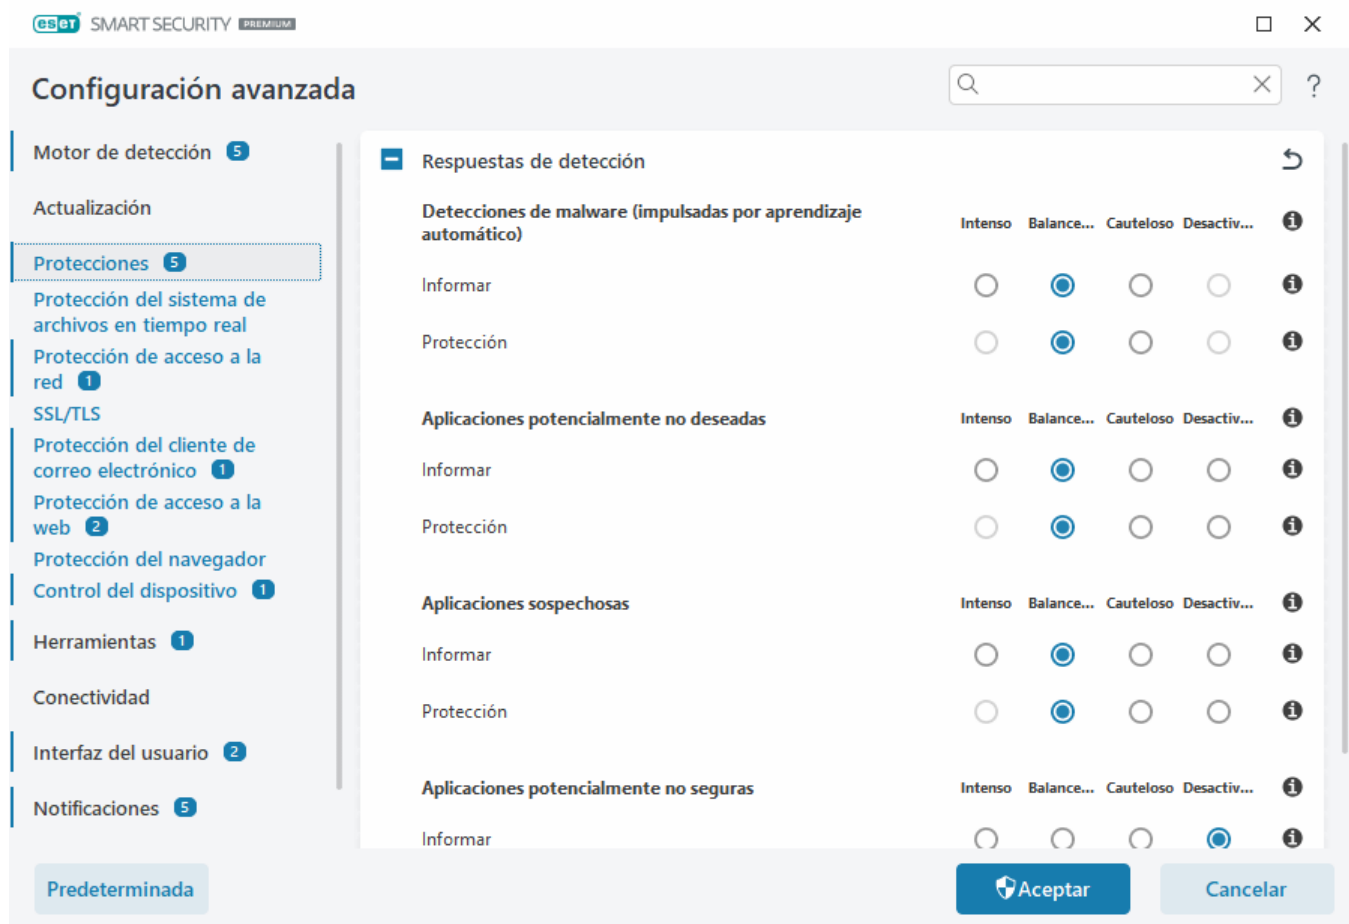 eset SMART SECURITY PREMIUM
Configuración avanzada
?
Motor de detección 5
Actualización
Protecciones 5
Protección del sistema de
archivos en tiempo real
Protección de acceso a la
red 1
SSL/TLS
Protección del cliente de
correo electrónico 1
Protección de acceso a la
web 2
Protección del navegador
Control del dispositivo 1
Herramientas 1
Conectividad
Interfaz del usuario 2
Notificaciones 5
Respuestas de detección
Detecciones de malware (impulsadas por aprendizaje
automático)
Intenso Balance... Cauteloso Desactiv...
Informar
Protección
Aplicaciones potencialmente no deseadas Intenso Balance... Cauteloso Desactiv...
Informar
Protección
Aplicaciones sospechosas Intenso Balance... Cauteloso Desactiv...
Informar
Protección
Aplicaciones potencialmente no seguras Intenso Balance... Cauteloso Desactiv...
Informar
Predeterminada Aceptar Cancelar